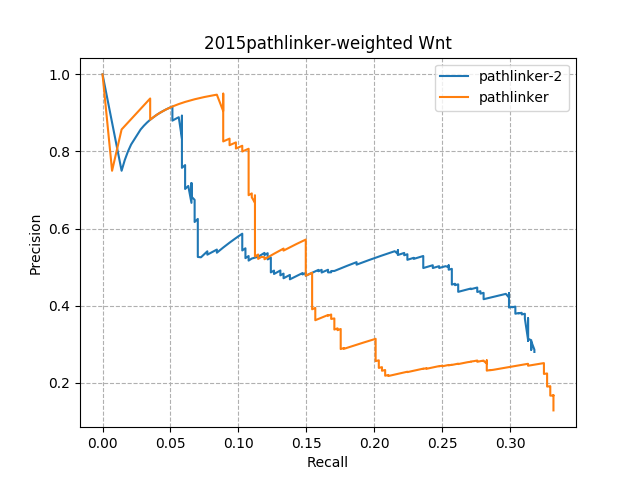 2015pathlinker-weighted Wnt
pathlinker-2
pathlinker
Precision
1.0
0.8
0.6
0.4
0.2
0.00 0.05 0.10 0.15 0.20 0.25 0.30
Recall